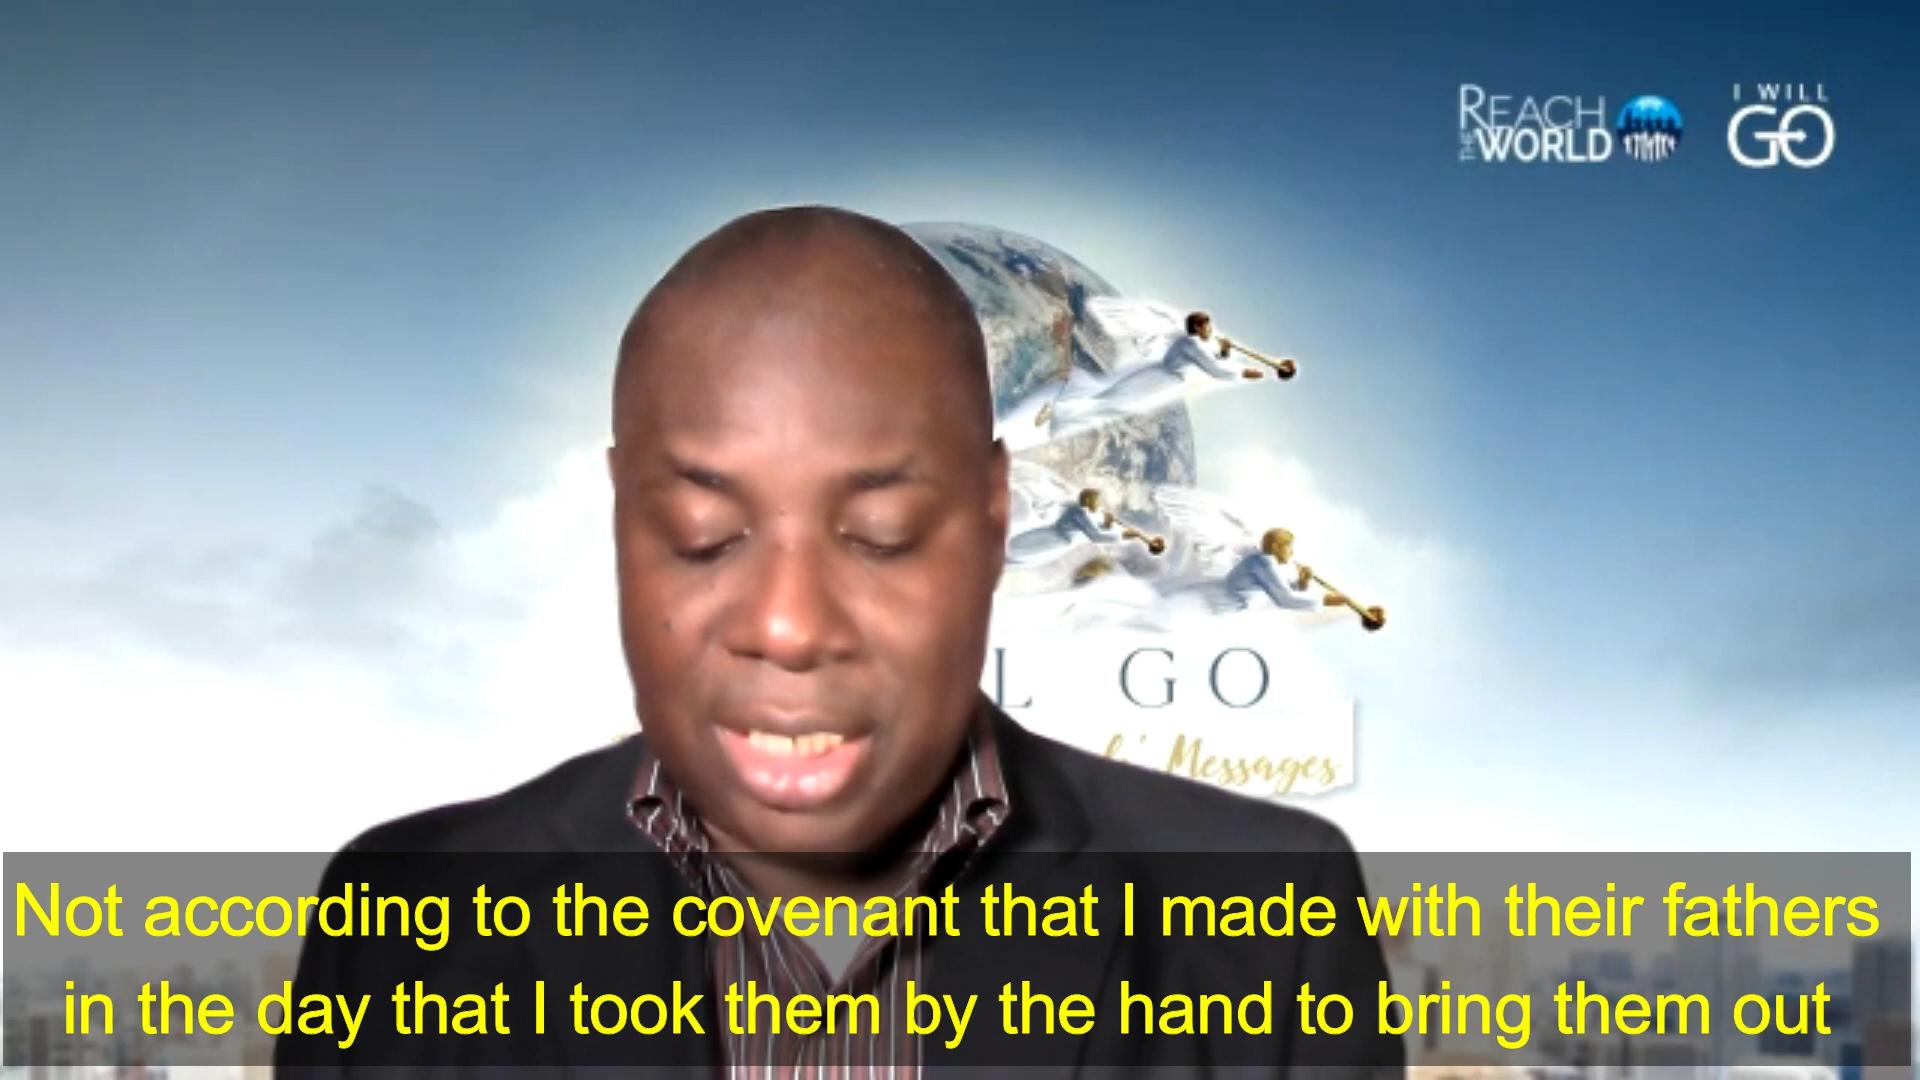 REACH
THE WORLD
I WILL
GO
L GO
Messages
Not according to the covenant that I made with their fathers
in the day that I took them by the hand to bring them out